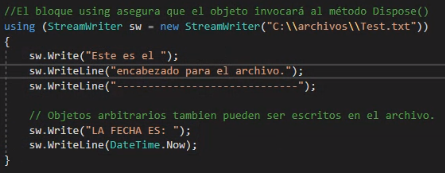 //El bloque using asegura que el objeto invocará al método Dispose()
using (StreamWriter sw = new StreamWriter("C:\\archivos\\Test.txt"))
{
    sw.Write("Este es el ");
    sw.WriteLine("encabezado para el archivo.");
    sw.WriteLine("-----------------------------");

    // Objetos arbitrarios tambien pueden ser escritos en el archivo.
    sw.Write("LA FECHA ES: ");
    sw.WriteLine(DateTime.Now);
}